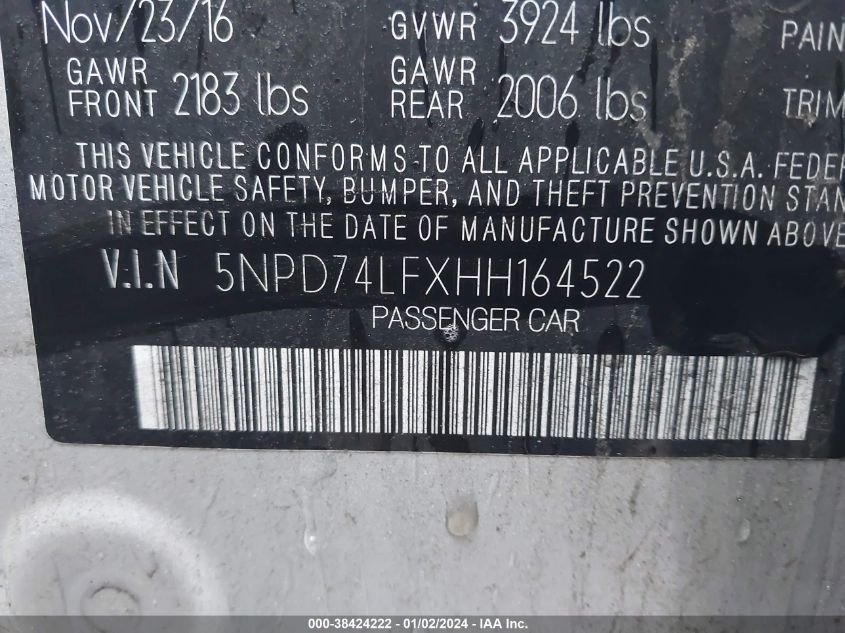 Nov/23/16 GVWR 3924 lbs PAIN
GAWR FRONT 2183 lbs GAWR REAR 2006 lbs TRIM
THIS VEHICLE CONFORMS TO ALL APPLICABLE U.S.A. FEDER
MOTOR VEHICLE SAFETY, BUMPER, AND THEFT PREVENTION STAN
IN EFFECT ON THE DATE OF MANUFACTURE SHOWN ABOVE
V.I.N 5NPD74LFXHH164522
PASSENGER CAR
000-38424222 - 01/02/2024 - IAA Inc.